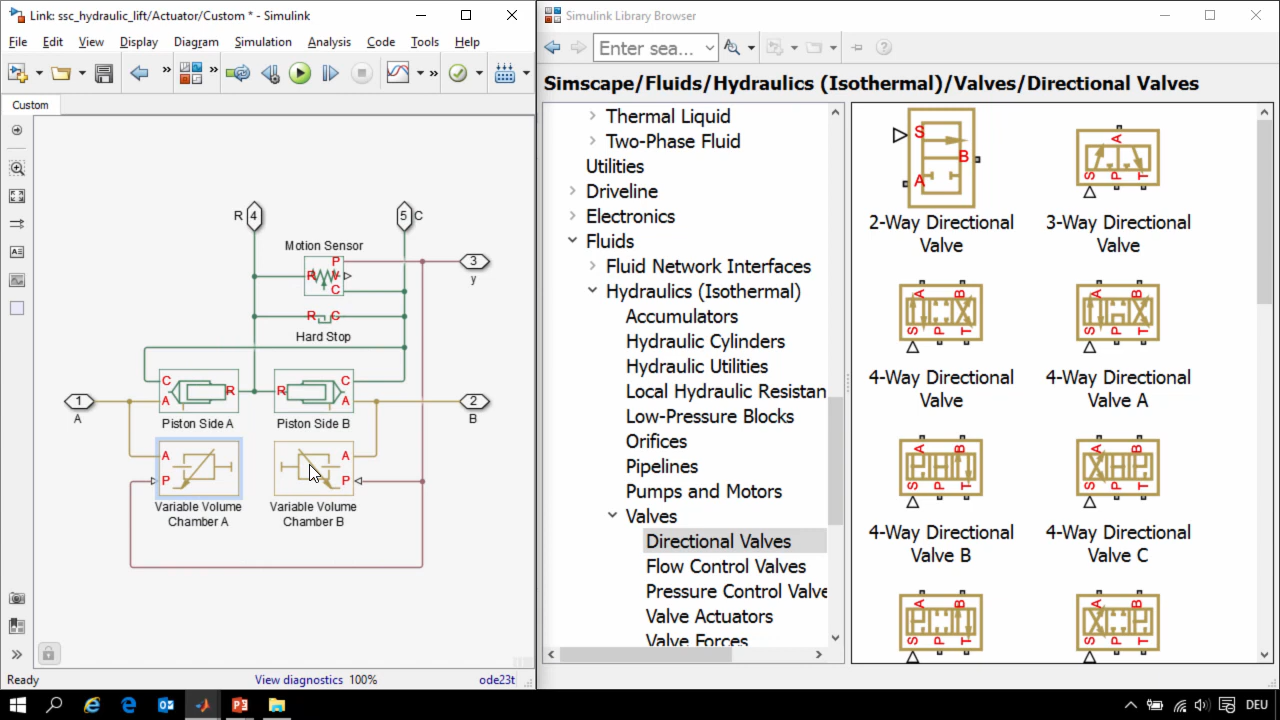 Link: ssc_hydraulic_lift/Actuator/Custom * - Simulink
File Edit View Display Diagram Simulation Analysis Code Tools Help
Custom
R 4
5 C
Motion Sensor
R V P C
3
y
R C
Hard Stop
C A R
R C A
1
A
2
B
Piston Side A
Piston Side B
A P
A P
Variable Volume
Chamber A
Variable Volume
Chamber B
Ready
View diagnostics 100%
ode23t
Simulink Library Browser
Enter sea...
Simscape/Fluids/Hydraulics (Isothermal)/Valves/Directional Valves
Thermal Liquid
Two-Phase Fluid
Utilities
Driveline
Electronics
Fluids
Fluid Network Interfaces
Hydraulics (Isothermal)
Accumulators
Hydraulic Cylinders
Hydraulic Utilities
Local Hydraulic Resistan
Low-Pressure Blocks
Orifices
Pipelines
Pumps and Motors
Valves
Directional Valves
Flow Control Valves
Pressure Control Valve
Valve Actuators
Valve Forces
S B A
A S P T
2-Way Directional
Valve
3-Way Directional
Valve
A B S P T
A B S P T
4-Way Directional
Valve
4-Way Directional
Valve A
A B S P T
A B S P T
4-Way Directional
Valve B
4-Way Directional
Valve C
A B S P T
A B S P T
DEU